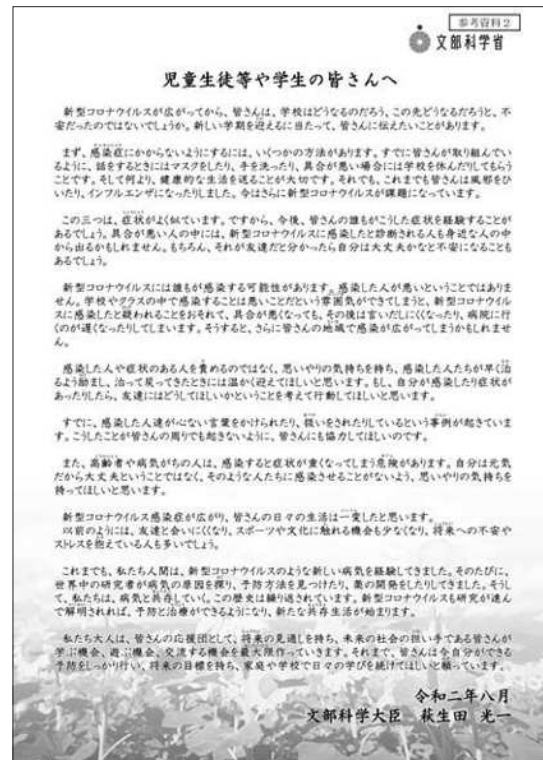 参考資料2
文部科学省
児童生徒等や学生の皆さんへ
新型コロナウイルスが広がってから、皆さんは、学校はどうなるのだろう、この先どうなるだろうと、不
安だったのではないでしょうか。新しい学期を迎えるに当たって、皆さんに伝えたいことがあります。
まず、感染症にかからないようにするには、いくつかの方法があります。すでに皆さんが取り組んでい
るように、話をするときにはマスクをしたり、手を洗ったり、具合が悪い場合には学校を休んだりしてもらう
ことです。そして何より、健康的な生活を送ることが大切です。それでも、これまでも皆さんは風邪をひ
いたり、インフルエンザになったりしました。今はさらに新型コロナウイルスが課題になっています。
この三つは、症状がよく似ています。ですから、今後、皆さんの誰もがこうした症状を経験することが
あるでしょう。具合が悪い人の中には、新型コロナウイルスに感染したと診断される人も身近な人の中
から出るかもしれません。もちろん、それが友達だと分かったら自分は大丈夫かなと不安になることも
あるでしょう。
新型コロナウイルスには誰もが感染する可能性があります。感染した人が悪いということではありま
せん。学校やクラスの中で感染することは悪いことだという雰囲気ができてしまうと、新型コロナウイル
スに感染したと疑われることをおそれて、具合が悪くなっても、その後は言いだしにくくなったり、病院に行
くのが遅くなったりしてしまいます。そうすると、さらに皆さんの地域で感染が広がってしまうかもしれませ
ん。
感染した人や症状のある人を責めるのではなく、思いやりの気持ちを持ち、感染した人たちが早く治
るよう励まし、治って戻ってきたときには温かく迎えてほしいと思います。もし、自分が感染したり症状が
あったりしたら、友達にはどうしてほしいかということを考えて行動してほしいと思います。
すでに、感染した人達が心ない言葉をかけられたり、扱いをされたりしているという事例が起きていま
す。こうしたことが皆さんの周りでも起きないように、皆さんにも協力してほしいのです。
また、高齢者や病気がちの人は、感染すると症状が重くなってしまう危険があります。自分は元気
だから大丈夫ということではなく、そのような人たちに感染させることがないよう、思いやりの気持ちを
持ってほしいと思います。
新型コロナウイルス感染症が広がり、皆さんの日々の生活は一変したと思います。
以前のようには、友達と会いにくくなり、スポーツや文化に触れる機会も少なくなり、将来への不安や
ストレスを抱えている人も多いでしょう。
これまでも、私たち人間は、新型コロナウイルスのような新しい病気を経験してきました。そのたびに、
世界中の研究者が病気の原因を探り、予防方法を見つけたり、薬の開発をしたりしてきました。そうし
て、私たちは、病気と共存していく。この歴史は繰り返されています。新型コロナウイルスも研究が進ん
で解明されれば、予防と治療ができるようになり、新たな共存生活が始まります。
私たち大人は、皆さんの応援団として、将来の見通しを持ち、未来の社会の担い手である皆さんが
学ぶ機会、遊ぶ機会、交流する機会を最大限作っていきます。それまで、皆さんは今自分ができる
予防をしっかり行い、将来の目標を持ち、家庭や学校で日々の学びを続けてほしいと願っています。
令和二年八月
文部科学大臣 萩生田 光一